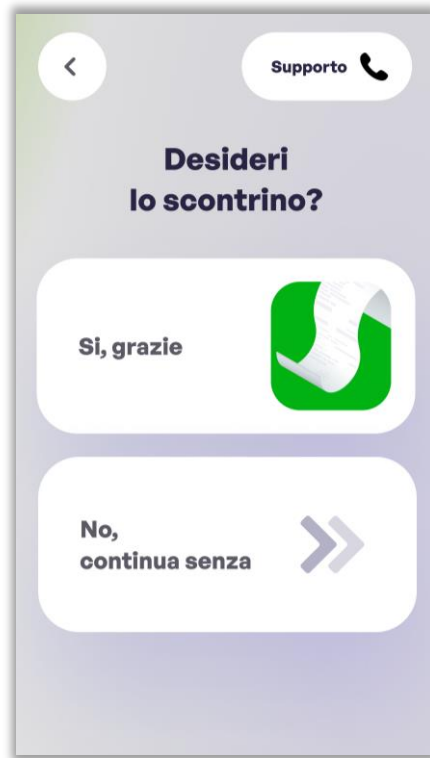 Supporto
Desideri
lo scontrino?
Si, grazie
No,
continua senza